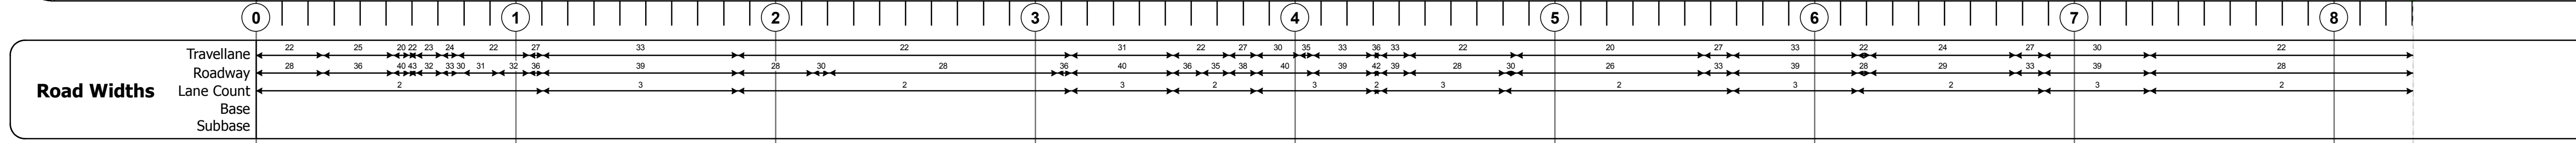 0 1 2 3 4 5 6 7 8
Travellane 22 25 20 22 23 24 22 27 33 22 31 22 27 30 35 33 36 33 22 20 27 33 22 24 27 30 22
Roadway 28 36 40 43 32 33 30 31 32 36 39 28 30 28 36 40 36 35 38 40 39 42 39 28 30 26 33 39 28 29 33 39 28
Road Widths Lane Count 2 3 2 3 2 3 2 3 2 3 2 3 2
Base
Subbase